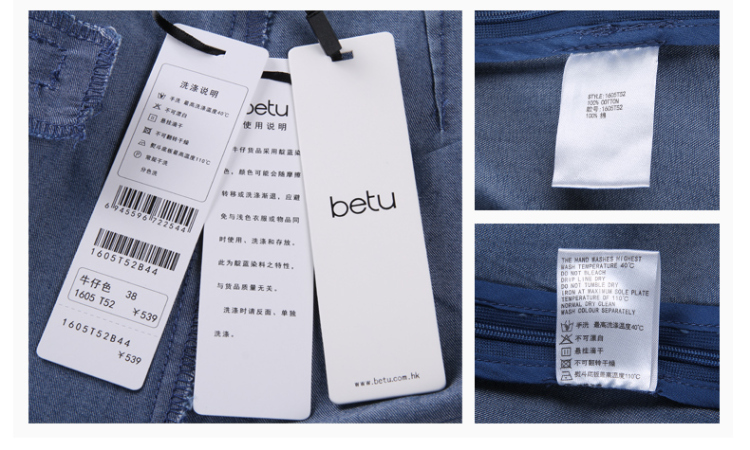 洗涤说明
手洗 最高洗涤温度40℃
不可漂白
悬挂滴干
不可翻转干燥
熨斗底板最高温度110℃
常规干洗
分色洗
6 945596 722544
1605T52B44
牛仔色 38
1605 T52 ¥539
1605T52B44
¥539
betu
使用说明
牛仔货品采用靛蓝染
色，颜色可能会随摩擦
转移或洗涤渐退，应避
免与浅色衣服或物品同
时使用、洗涤和存放。
此为靛蓝染料之特性，
与货品质量无关。
洗涤时请反面，单独
洗涤。
betu
www.betu.com.hk
STYLE:1605T52
100% COTTON
款号:1605T52
100% 棉
THE HAND WASHES HIGHEST
WASH TEMPERATURE 40℃
DO NOT BLEACH
DRIP LINE DRY
DO NOT TUMBLE DRY
IRON AT MAXIMUM SOLE PLATE
TEMPERATURE OF 110℃
NORMAL DRY CLEAN
WASH COLOUR SEPARATELY
手洗 最高洗涤温度40℃
不可漂白
悬挂滴干
不可翻转干燥
熨斗底板最高温度110℃